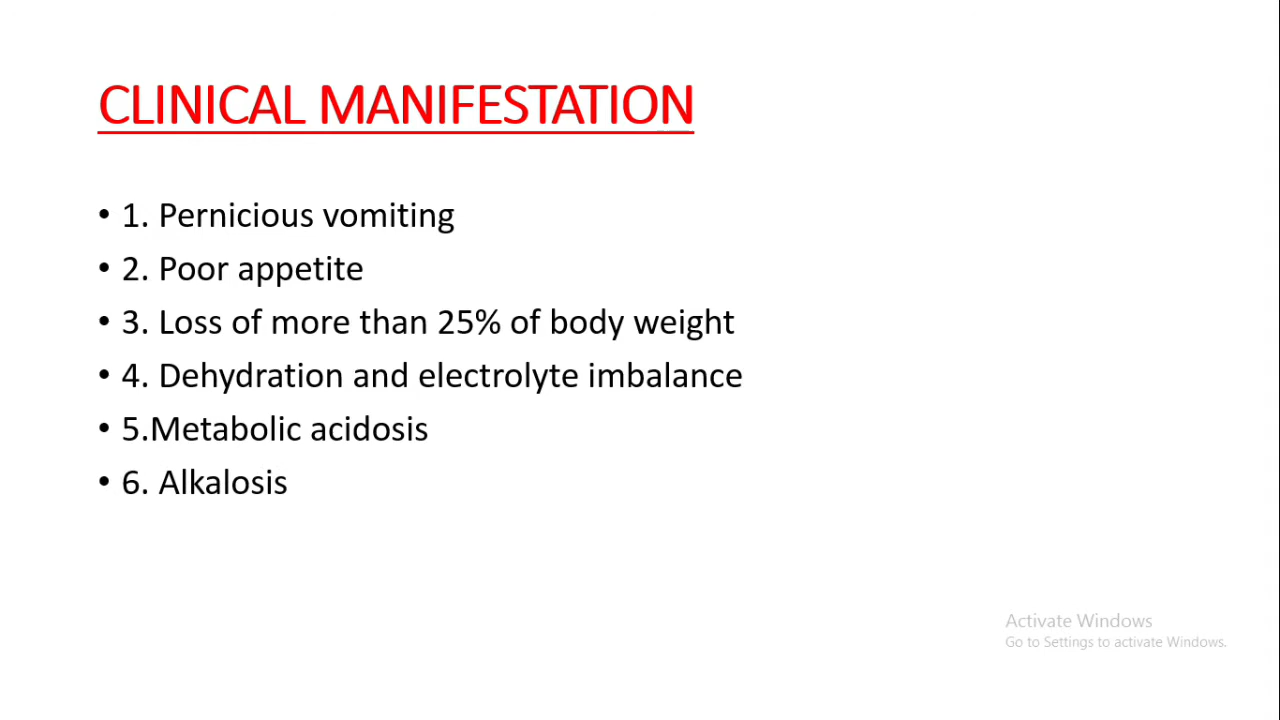 CLINICAL MANIFESTATION
• 1. Pernicious vomiting
• 2. Poor appetite
• 3. Loss of more than 25% of body weight
• 4. Dehydration and electrolyte imbalance
• 5.Metabolic acidosis
• 6. Alkalosis
Activate Windows
Go to Settings to activate Windows.